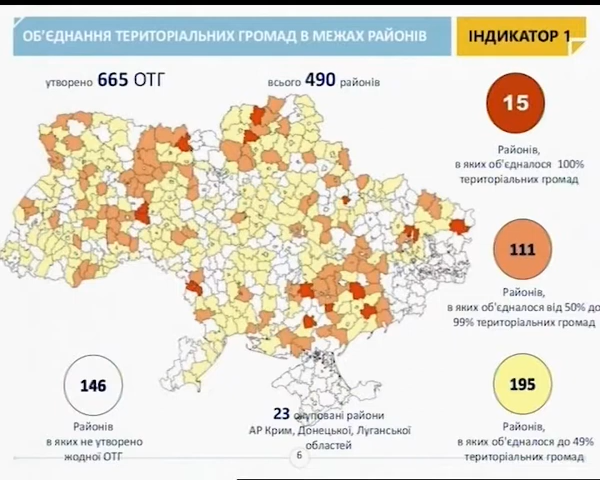 ОБ’ЄДНАННЯ ТЕРИТОРІАЛЬНИХ ГРОМАД В МЕЖАХ РАЙОНІВ
ІНДИКАТОР 1
утворено 665 ОТГ
всього 490 районів
15
Районів,
в яких об'єдналося 100%
територіальних громад
111
Районів,
в яких об'єдналося від 50% до
99% територіальних громад
195
Районів,
в яких об'єдналося до 49%
територіальних громад
146
Районів
в яких не утворено
жодної ОТГ
23 окуповані райони
АР Крим, Донецької, Луганської
областей
6